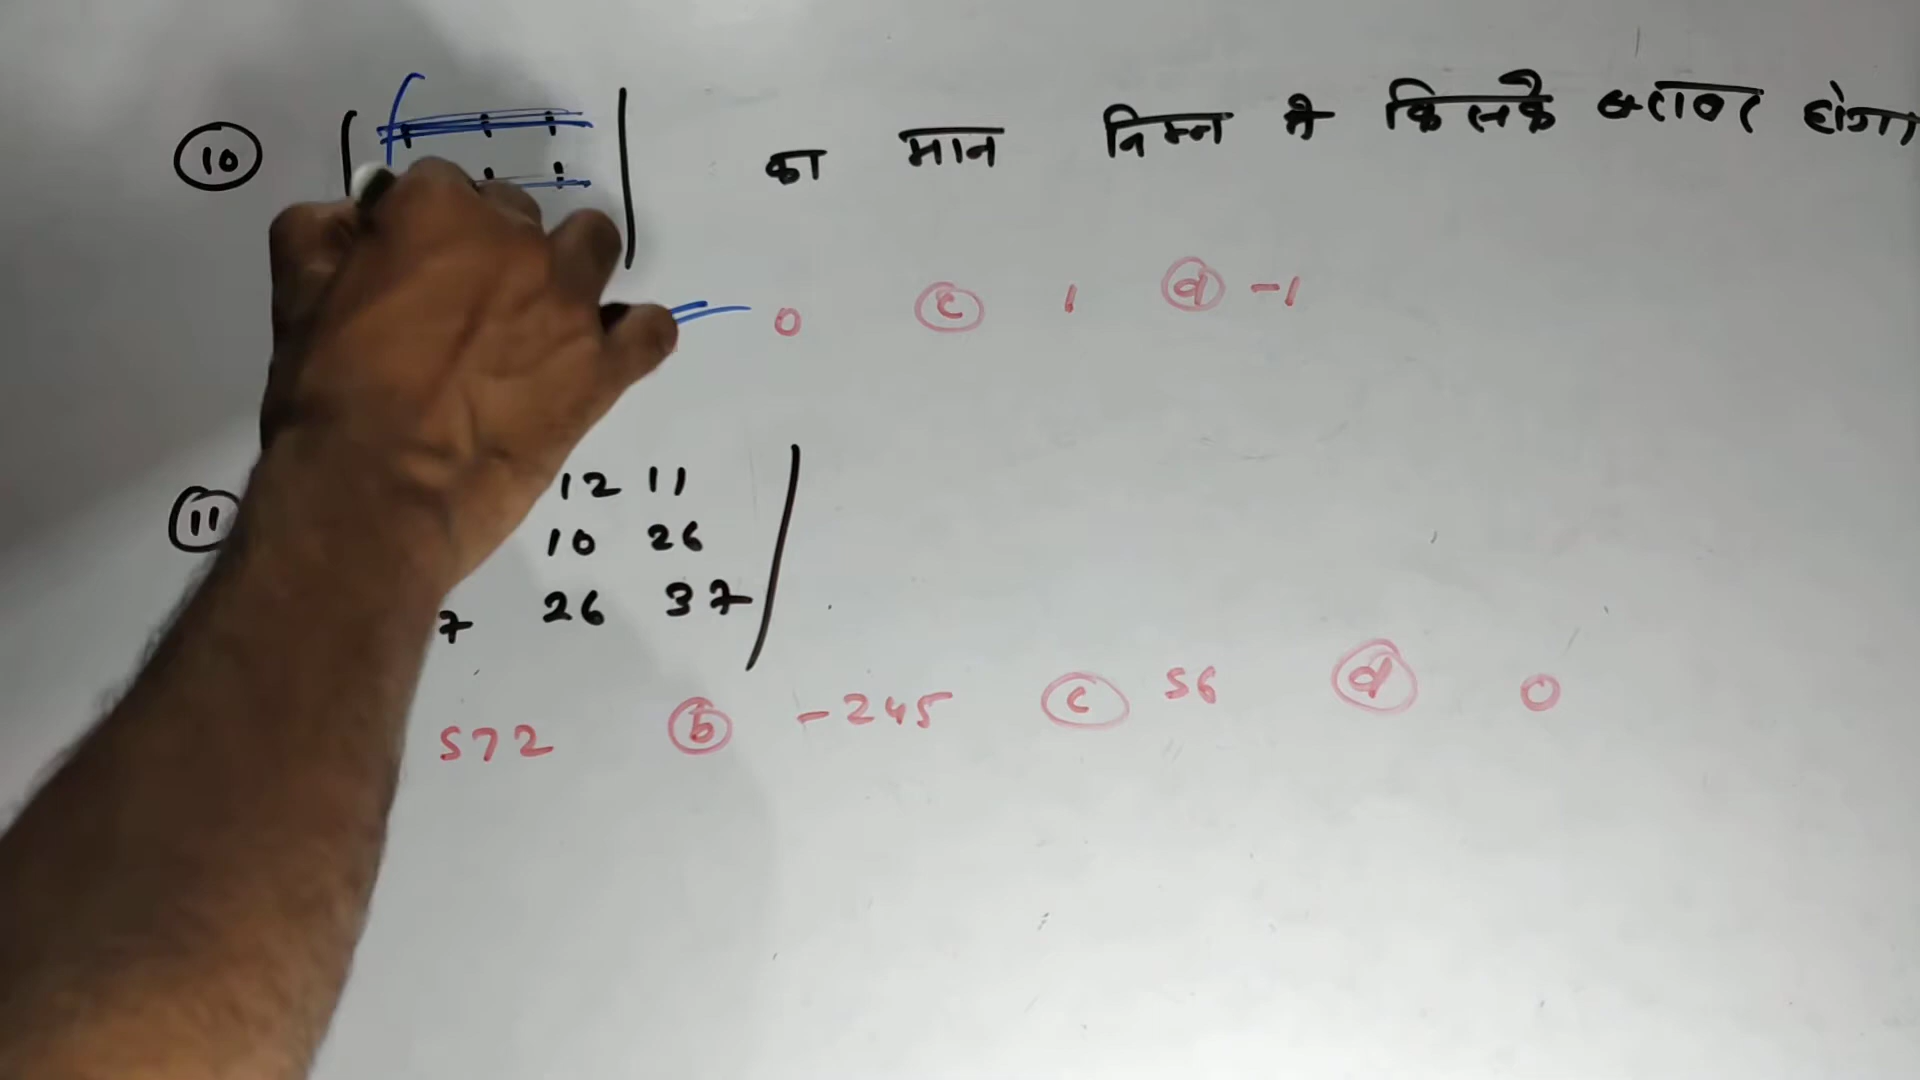 10 का मान निम्न मे किसके बराबर होगा
0 c 1 d -1
11 12 11
10 26
7 26 37
572 b -245 c 56 d 0